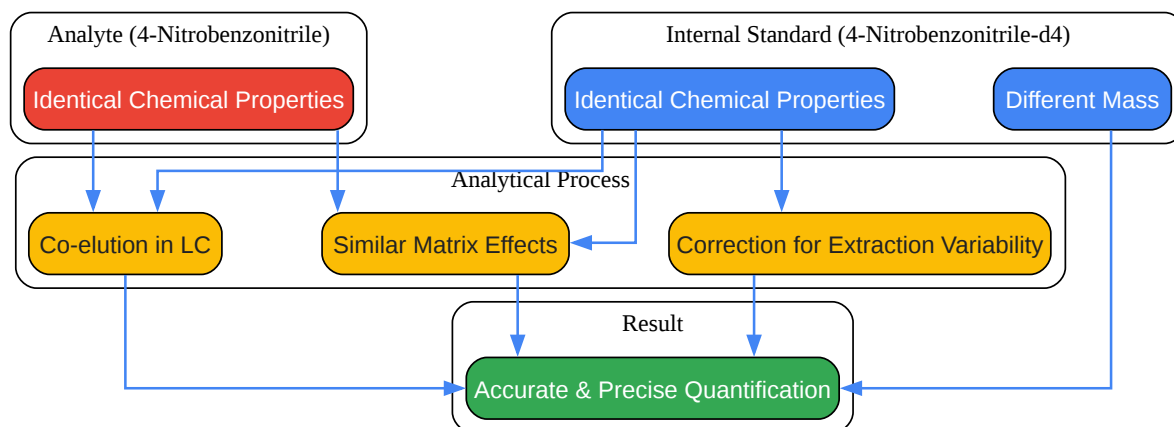 Analyte (4-Nitrobenzonitrile)
Internal Standard (4-Nitrobenzonitrile-d4)
Identical Chemical Properties
Identical Chemical Properties
Different Mass
Analytical Process
Co-elution in LC
Similar Matrix Effects
Correction for Extraction Variability
Result
Accurate & Precise Quantification